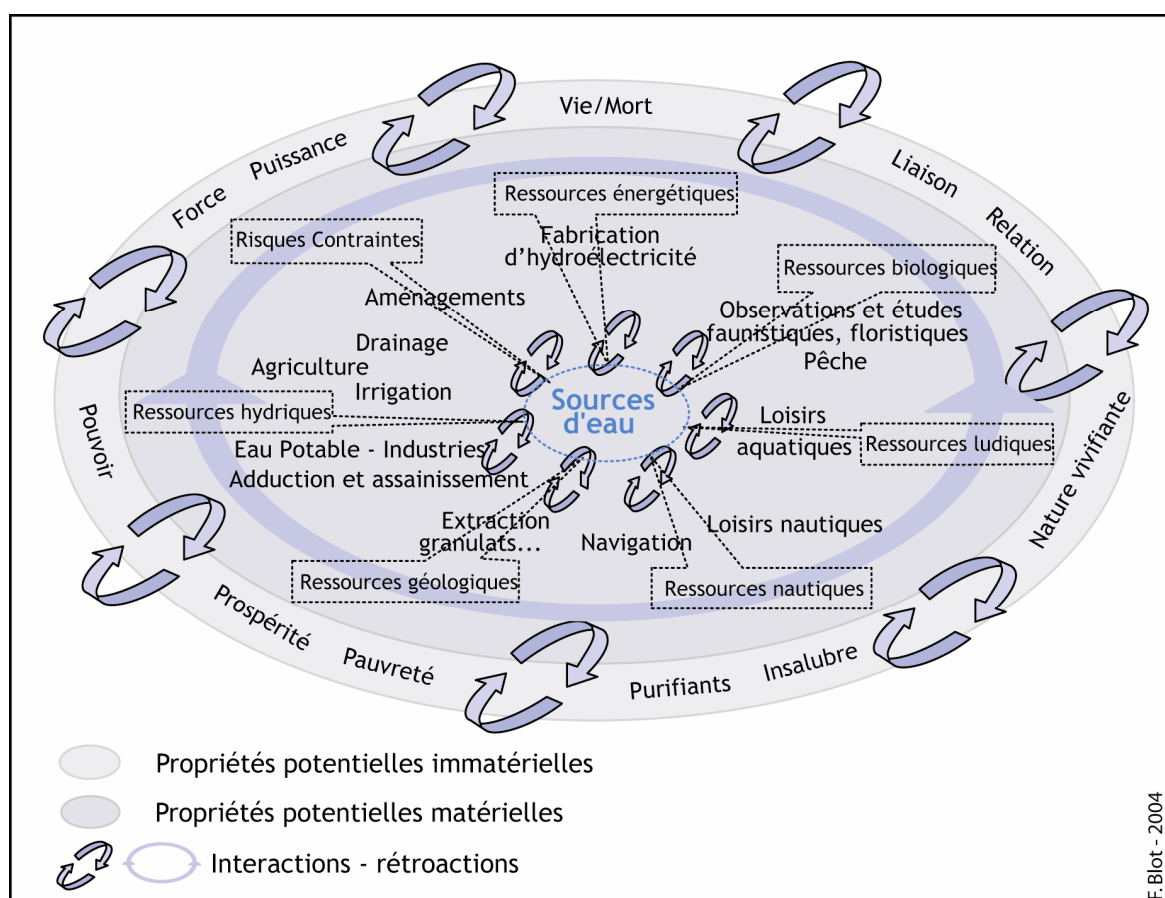 Vie/Mort
Puissance
Force
Liaison
Relation
Ressources énergétiques
Fabrication
d'hydroélectricité
Risques Contraintes
Ressources biologiques
Aménagements
Observations et études
faunistiques, floristiques
Pêche
Drainage
Agriculture
Irrigation
Ressources hydriques
Sources
d'eau
Loisirs
aquatiques
Ressources ludiques
Eau Potable - Industries
Adduction et assainissement
Pouvoir
Nature vivifiante
Extraction
granulats...
Navigation
Loisirs nautiques
Ressources géologiques
Ressources nautiques
Prospérité
Pauvreté
Purifiants
Insalubre
Propriétés potentielles immatérielles
Propriétés potentielles matérielles
Interactions - rétroactions
F. Blot - 2004